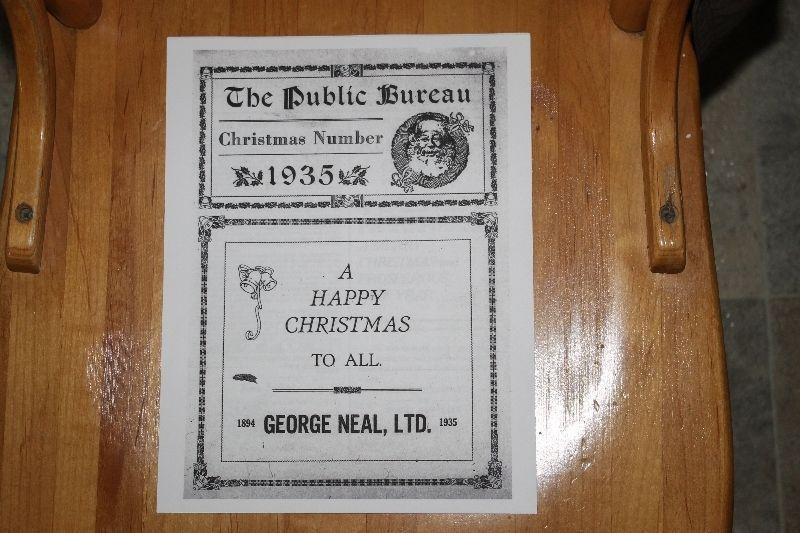 The Public Bureau
Christmas Number
1935
A
HAPPY
CHRISTMAS
TO ALL.
1894 GEORGE NEAL, LTD. 1935